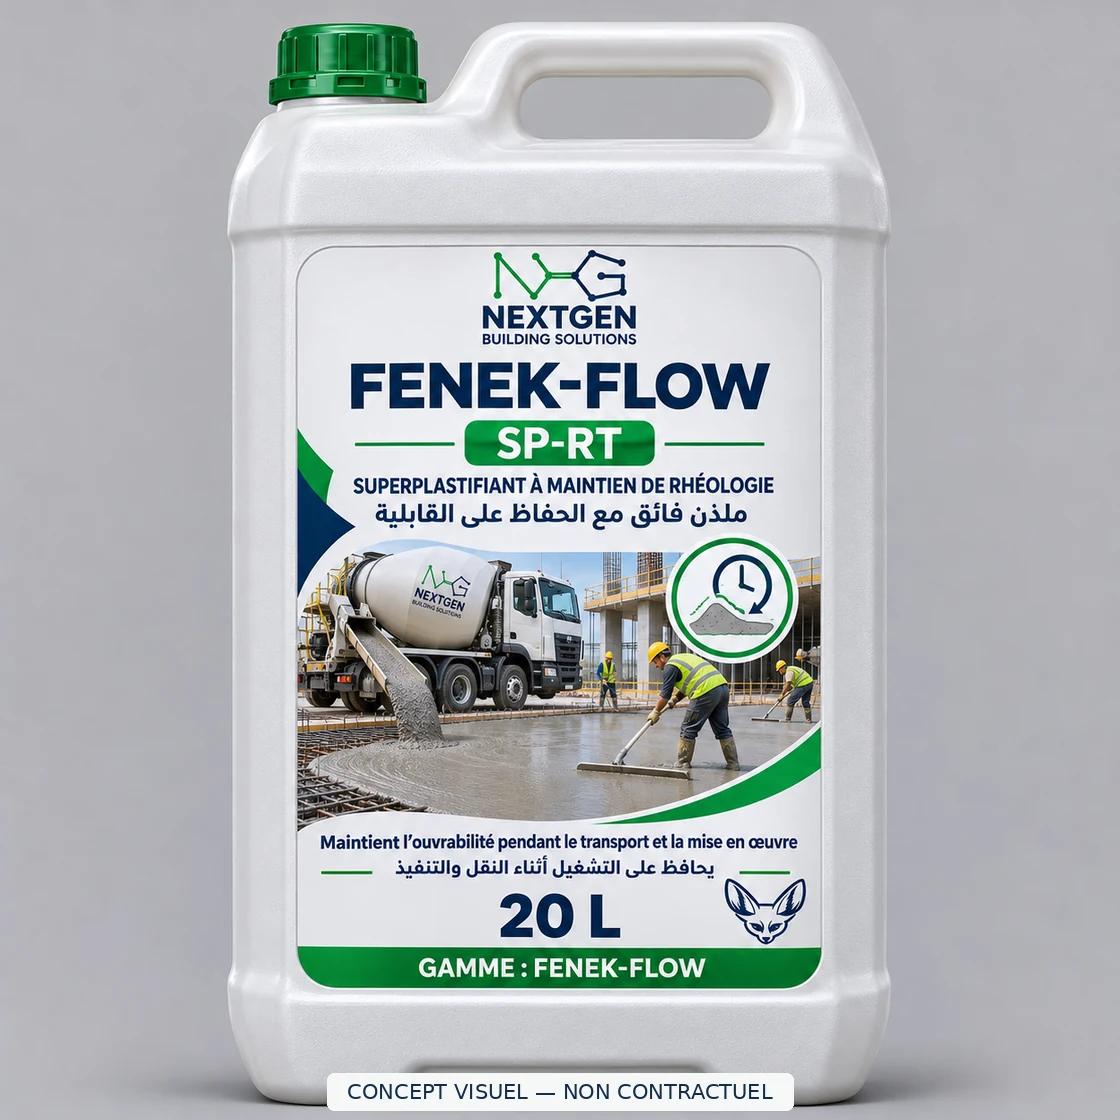 NEXTGEN
BUILDING SOLUTIONS
FENEK-FLOW
SP-RT
SUPERPLASTIFIANT À MAINTIEN DE RHÉOLOGIE
ملذن فائق مع الحفاظ على القابلية
NEXTGEN
BUILDING SOLUTIONS
Maintient l'ouvrabilité pendant le transport et la mise en œuvre
يحافظ على التشغيل أثناء النقل والتنفيذ
20 L
GAMME : FENEK-FLOW
CONCEPT VISUEL — NON CONTRACTUEL